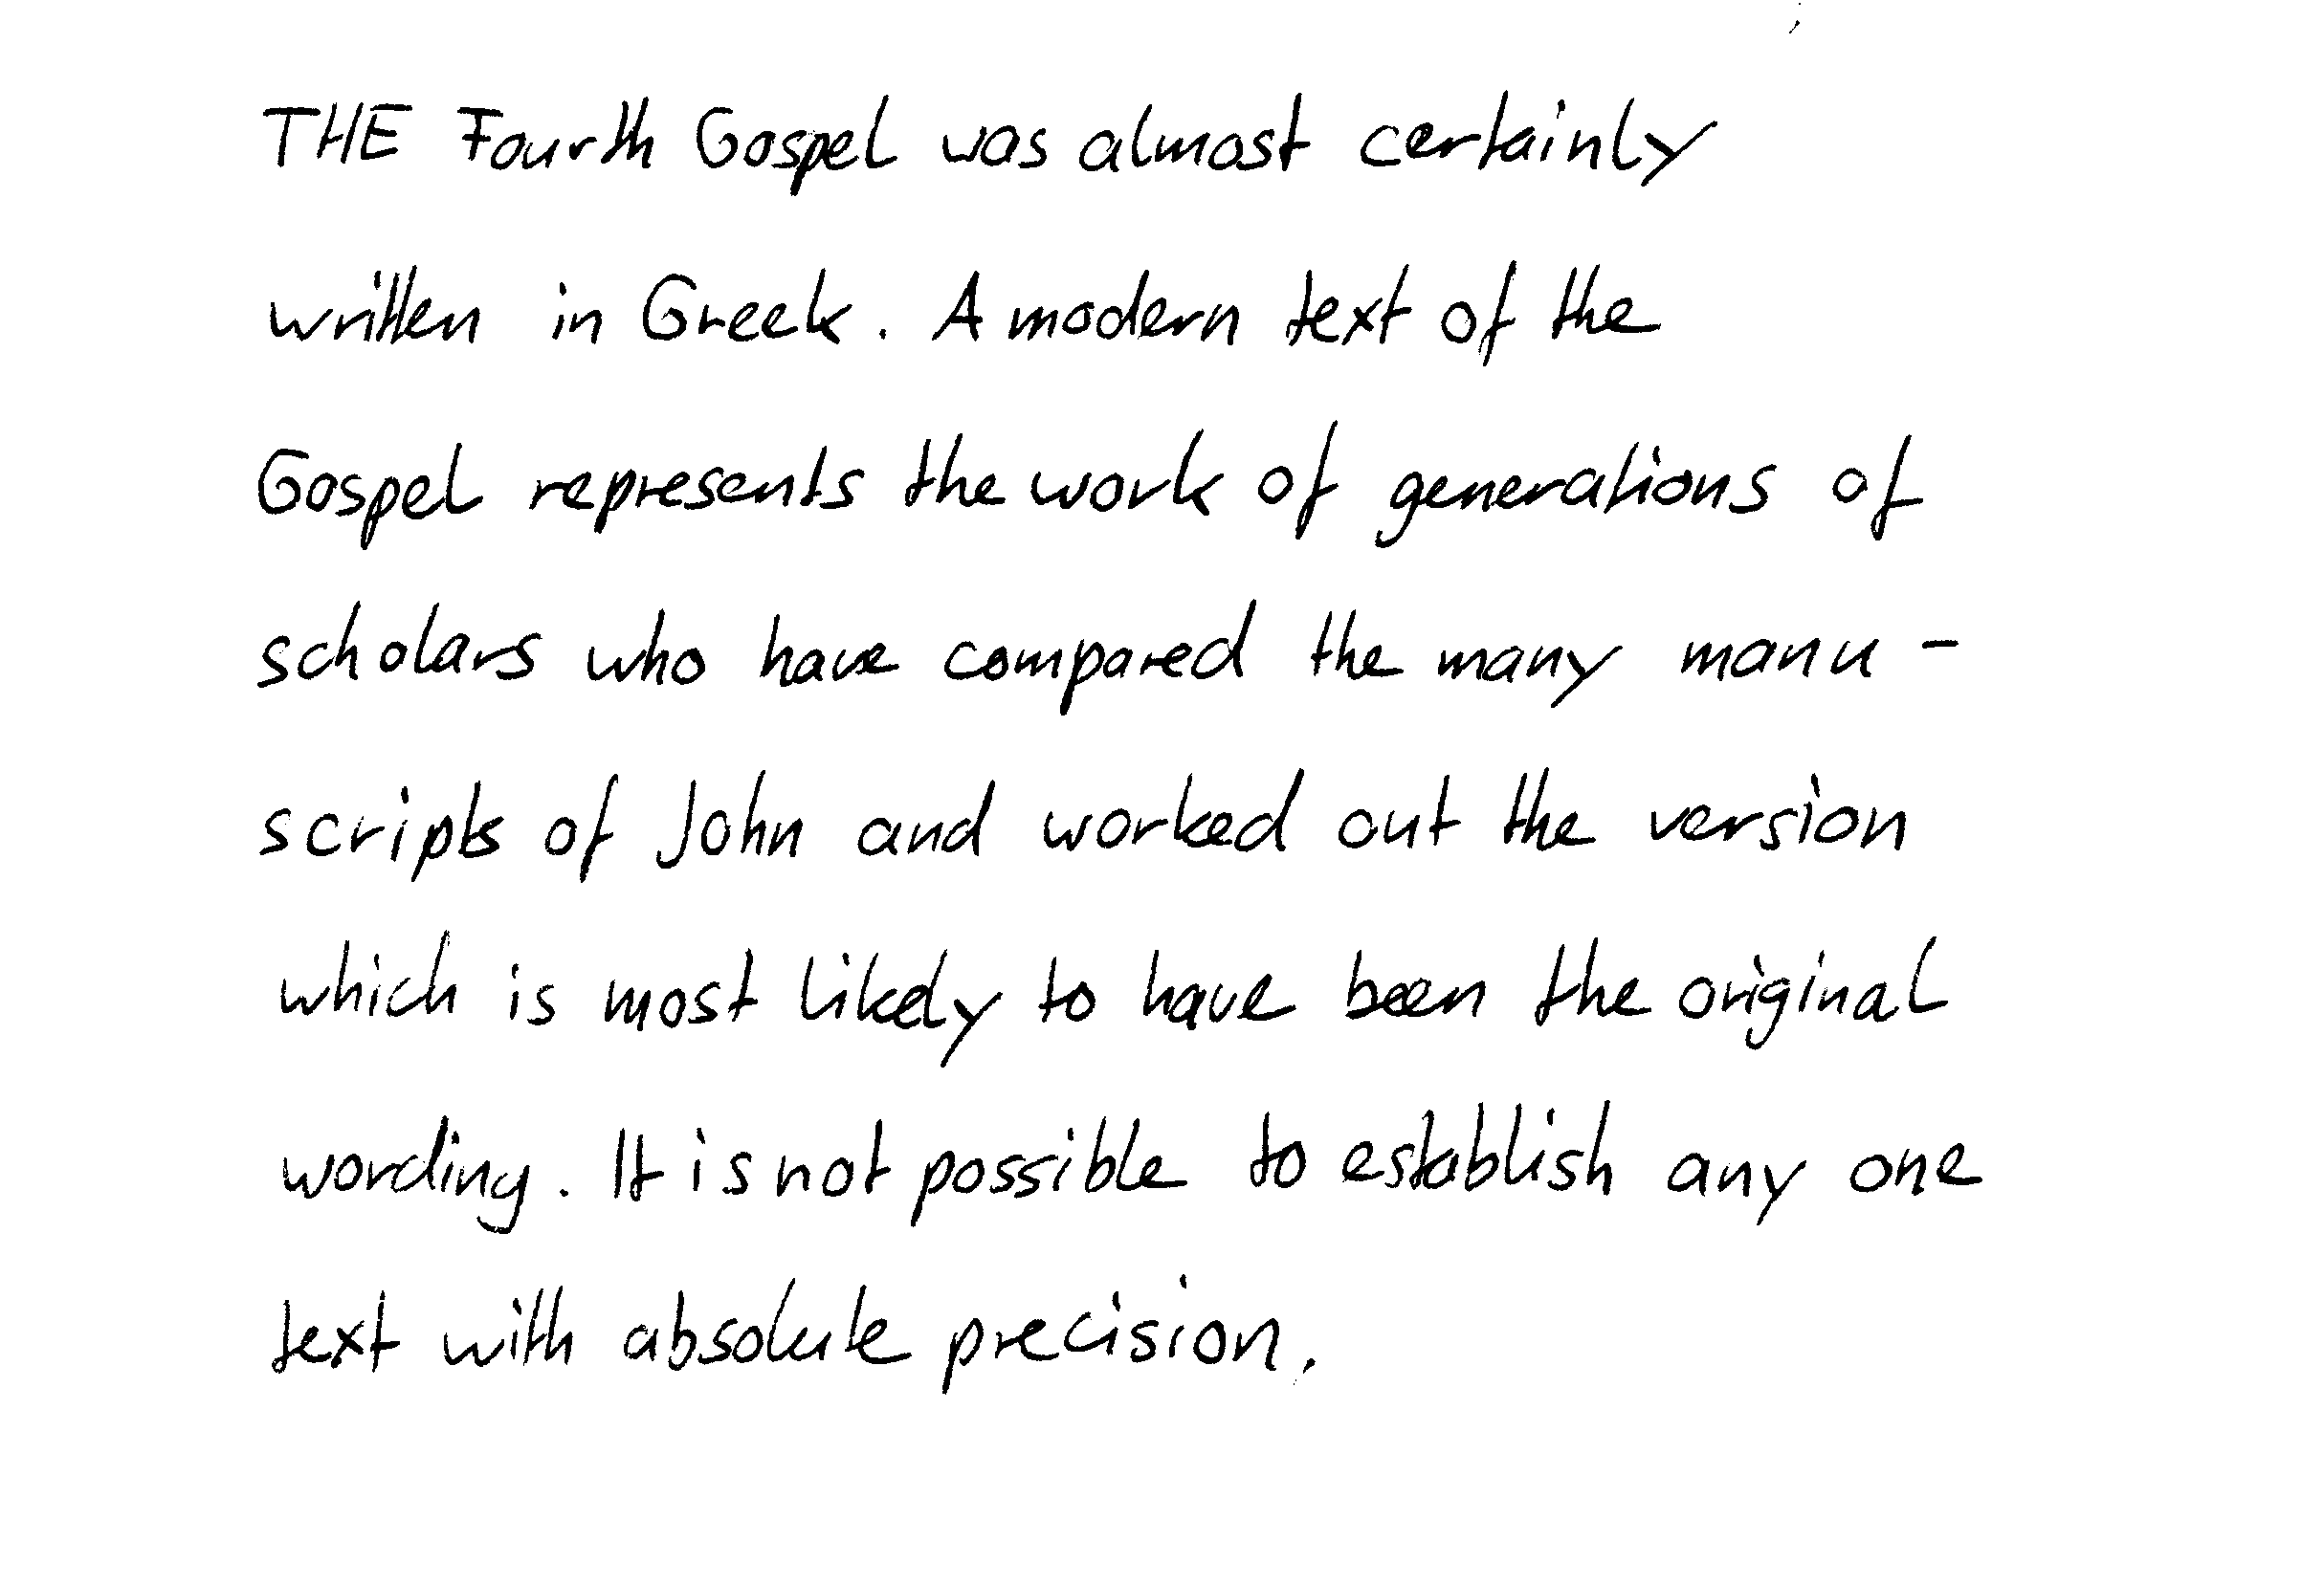 THE Fourth Gospel was almost certainly
written in Greek. A modern text of the
Gospel represents the work of generations of
scholars who have compared the many manu-
scripts of John and worked out the version
which is most likely to have been the original
wording. It is not possible to establish any one
text with absolute precision.